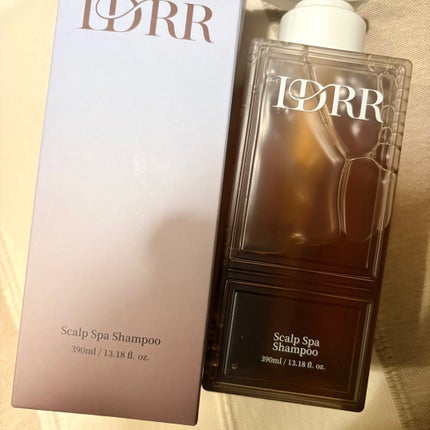 LDRR
Scalp Spa Shampoo
390ml / 13.18 fl. oz.
LDRR
Scalp Spa
Shampoo
390ml / 13.18 fl. oz.